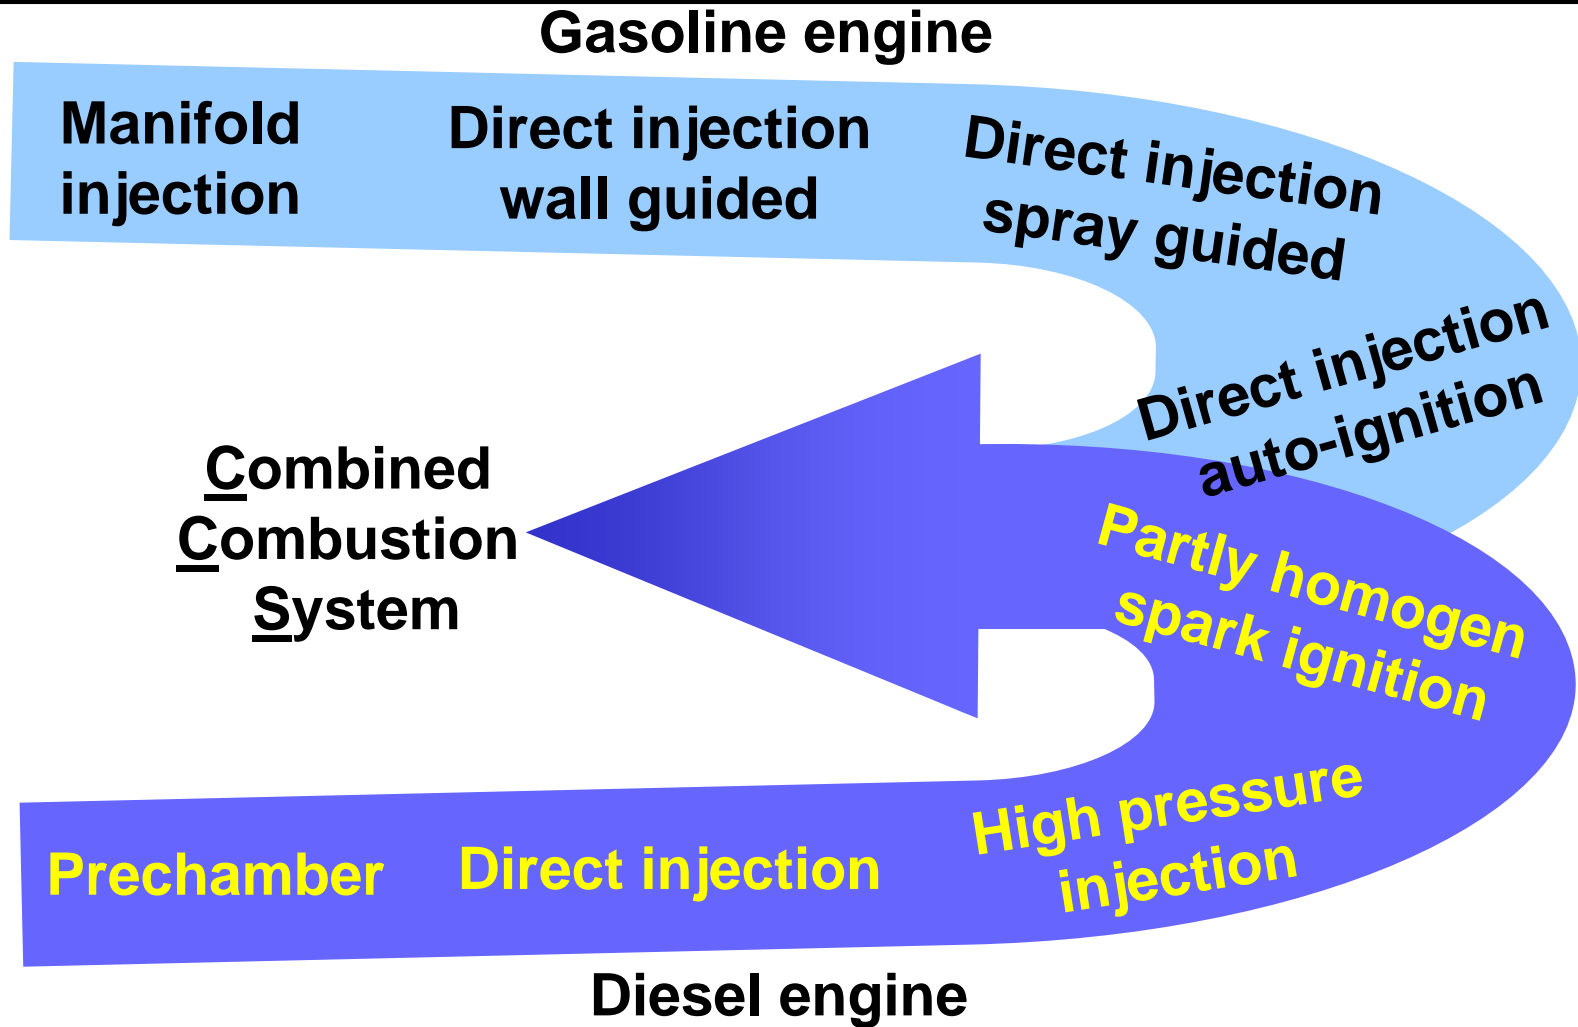 Gasoline engine
Manifold
injection
Direct injection
wall guided
Direct injection
spray guided
Direct injection
auto-ignition
Combined
Combustion
System
Partly homogen
spark ignition
High pressure
injection
Direct injection
Prechamber
Diesel engine